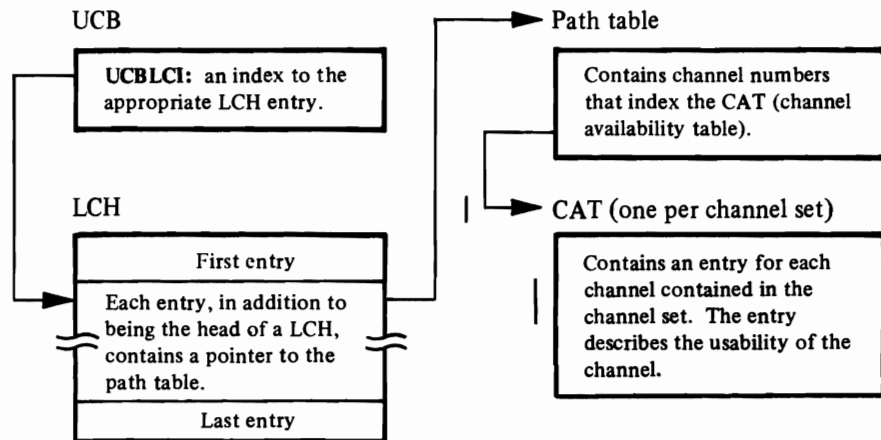 UCB
UCBLCI: an index to the
appropriate LCH entry.
LCH
First entry
Each entry, in addition to
being the head of a LCH,
contains a pointer to the
path table.
Last entry
Path table
Contains channel numbers
that index the CAT (channel
availability table).
CAT (one per channel set)
Contains an entry for each
channel contained in the
channel set. The entry
describes the usability of the
channel.